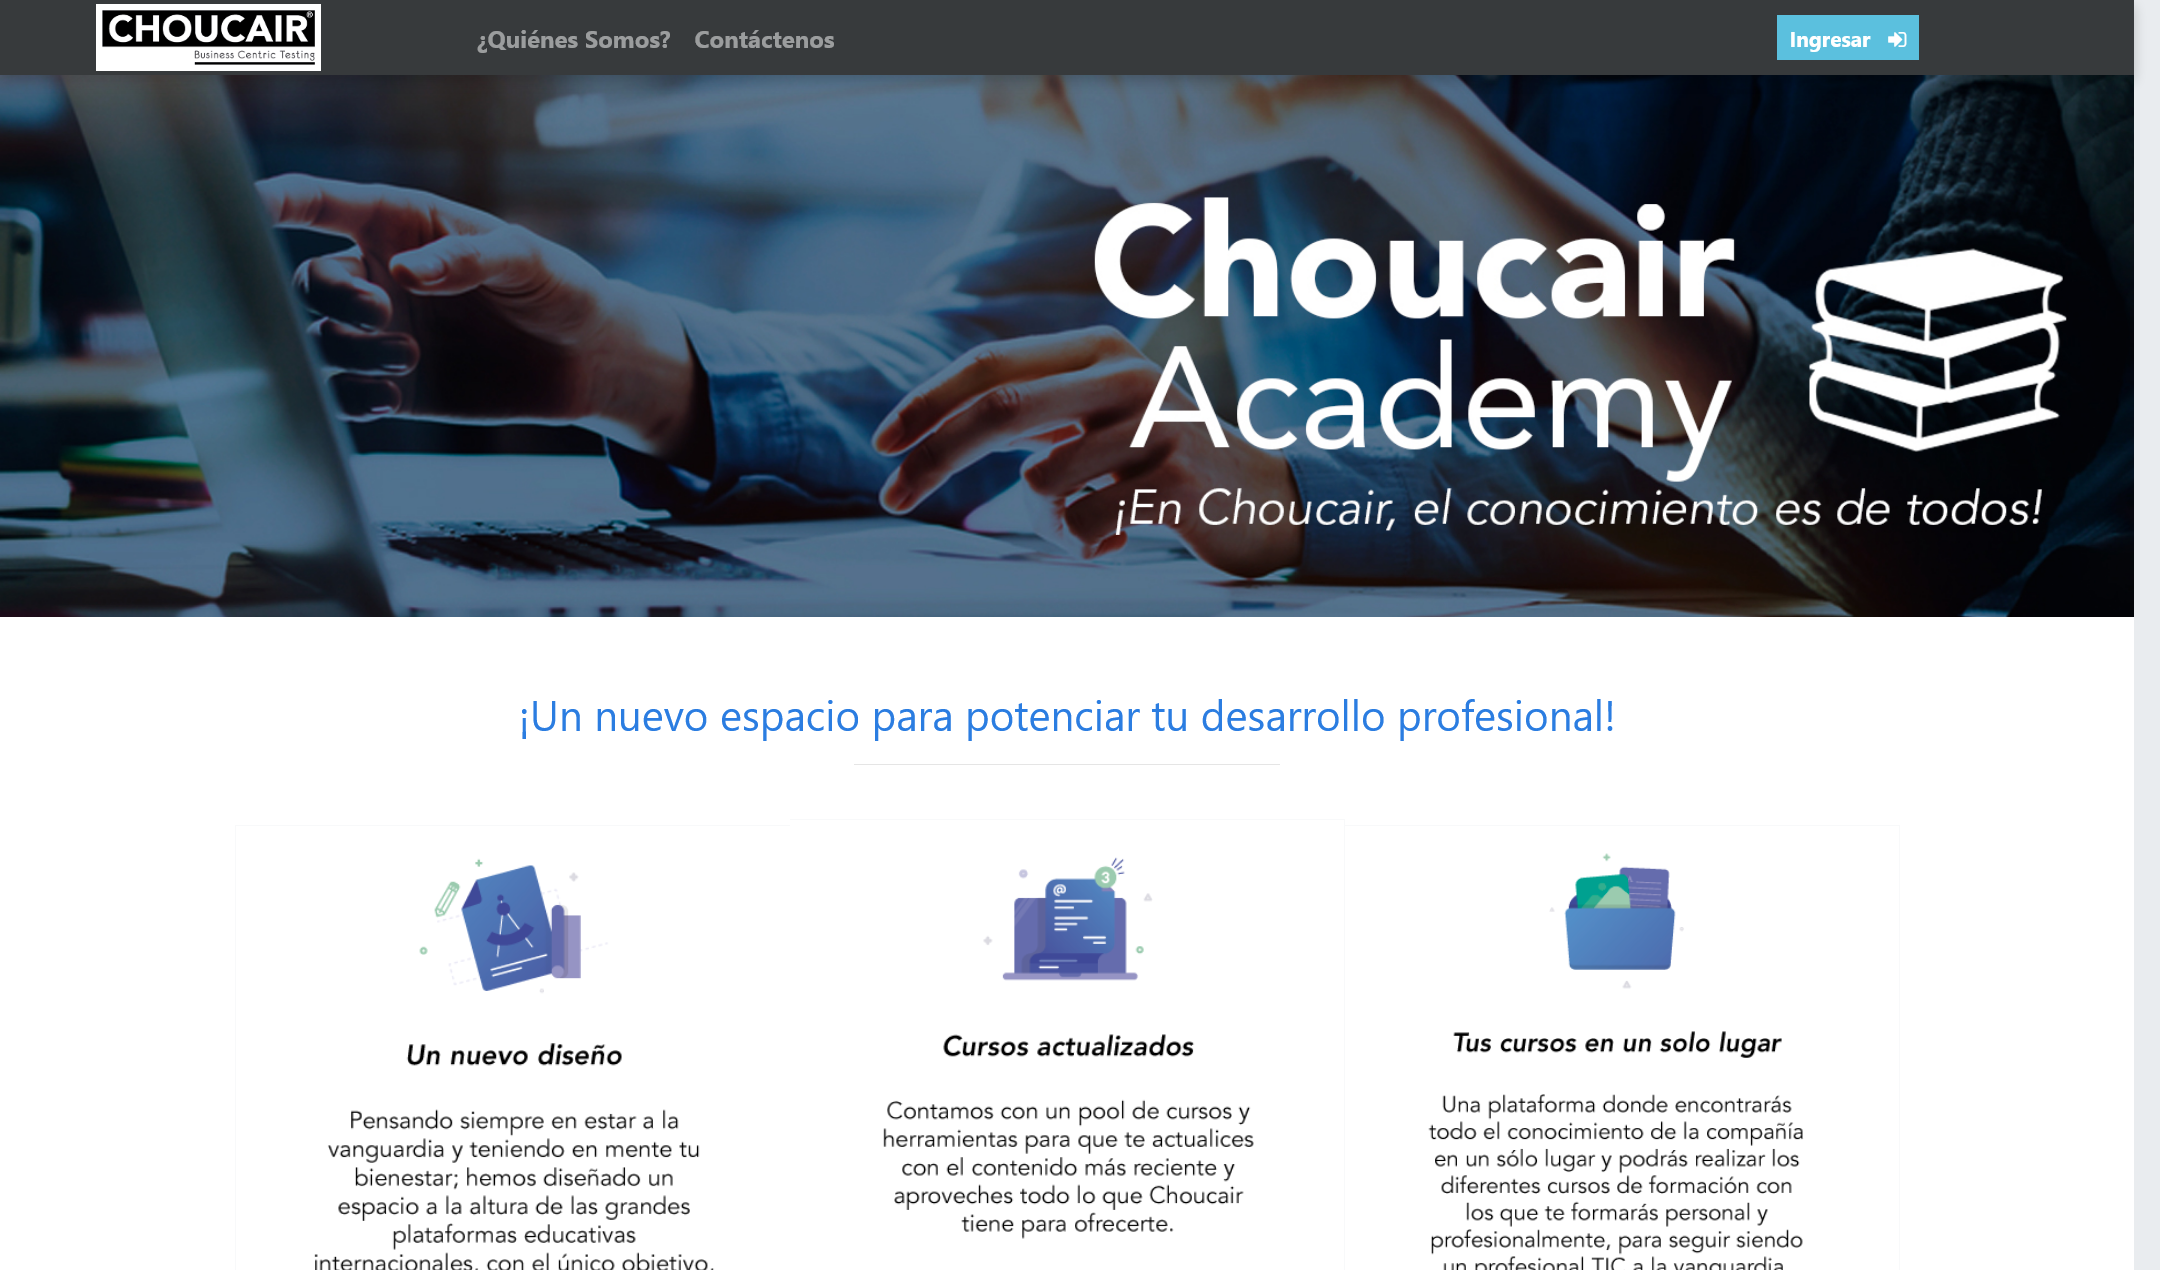 CHOUCAIR®
Business Centric Testing
¿Quiénes Somos? Contáctenos
Ingresar
Choucair
Academy
¡En Choucair, el conocimiento es de todos!
¡Un nuevo espacio para potenciar tu desarrollo profesional!
Un nuevo diseño
Pensando siempre en estar a la
vanguardia y teniendo en mente tu
bienestar; hemos diseñado un
espacio a la altura de las grandes
plataformas educativas
internacionales, con el único objetivo,
@
3
Cursos actualizados
Contamos con un pool de cursos y
herramientas para que te actualices
con el contenido más reciente y
aproveches todo lo que Choucair
tiene para ofrecerte.
Tus cursos en un solo lugar
Una plataforma donde encontrarás
todo el conocimiento de la compañía
en un sólo lugar y podrás realizar los
diferentes cursos de formación con
los que te formarás personal y
profesionalmente, para seguir siendo
un profesional TIC a la vanguardia